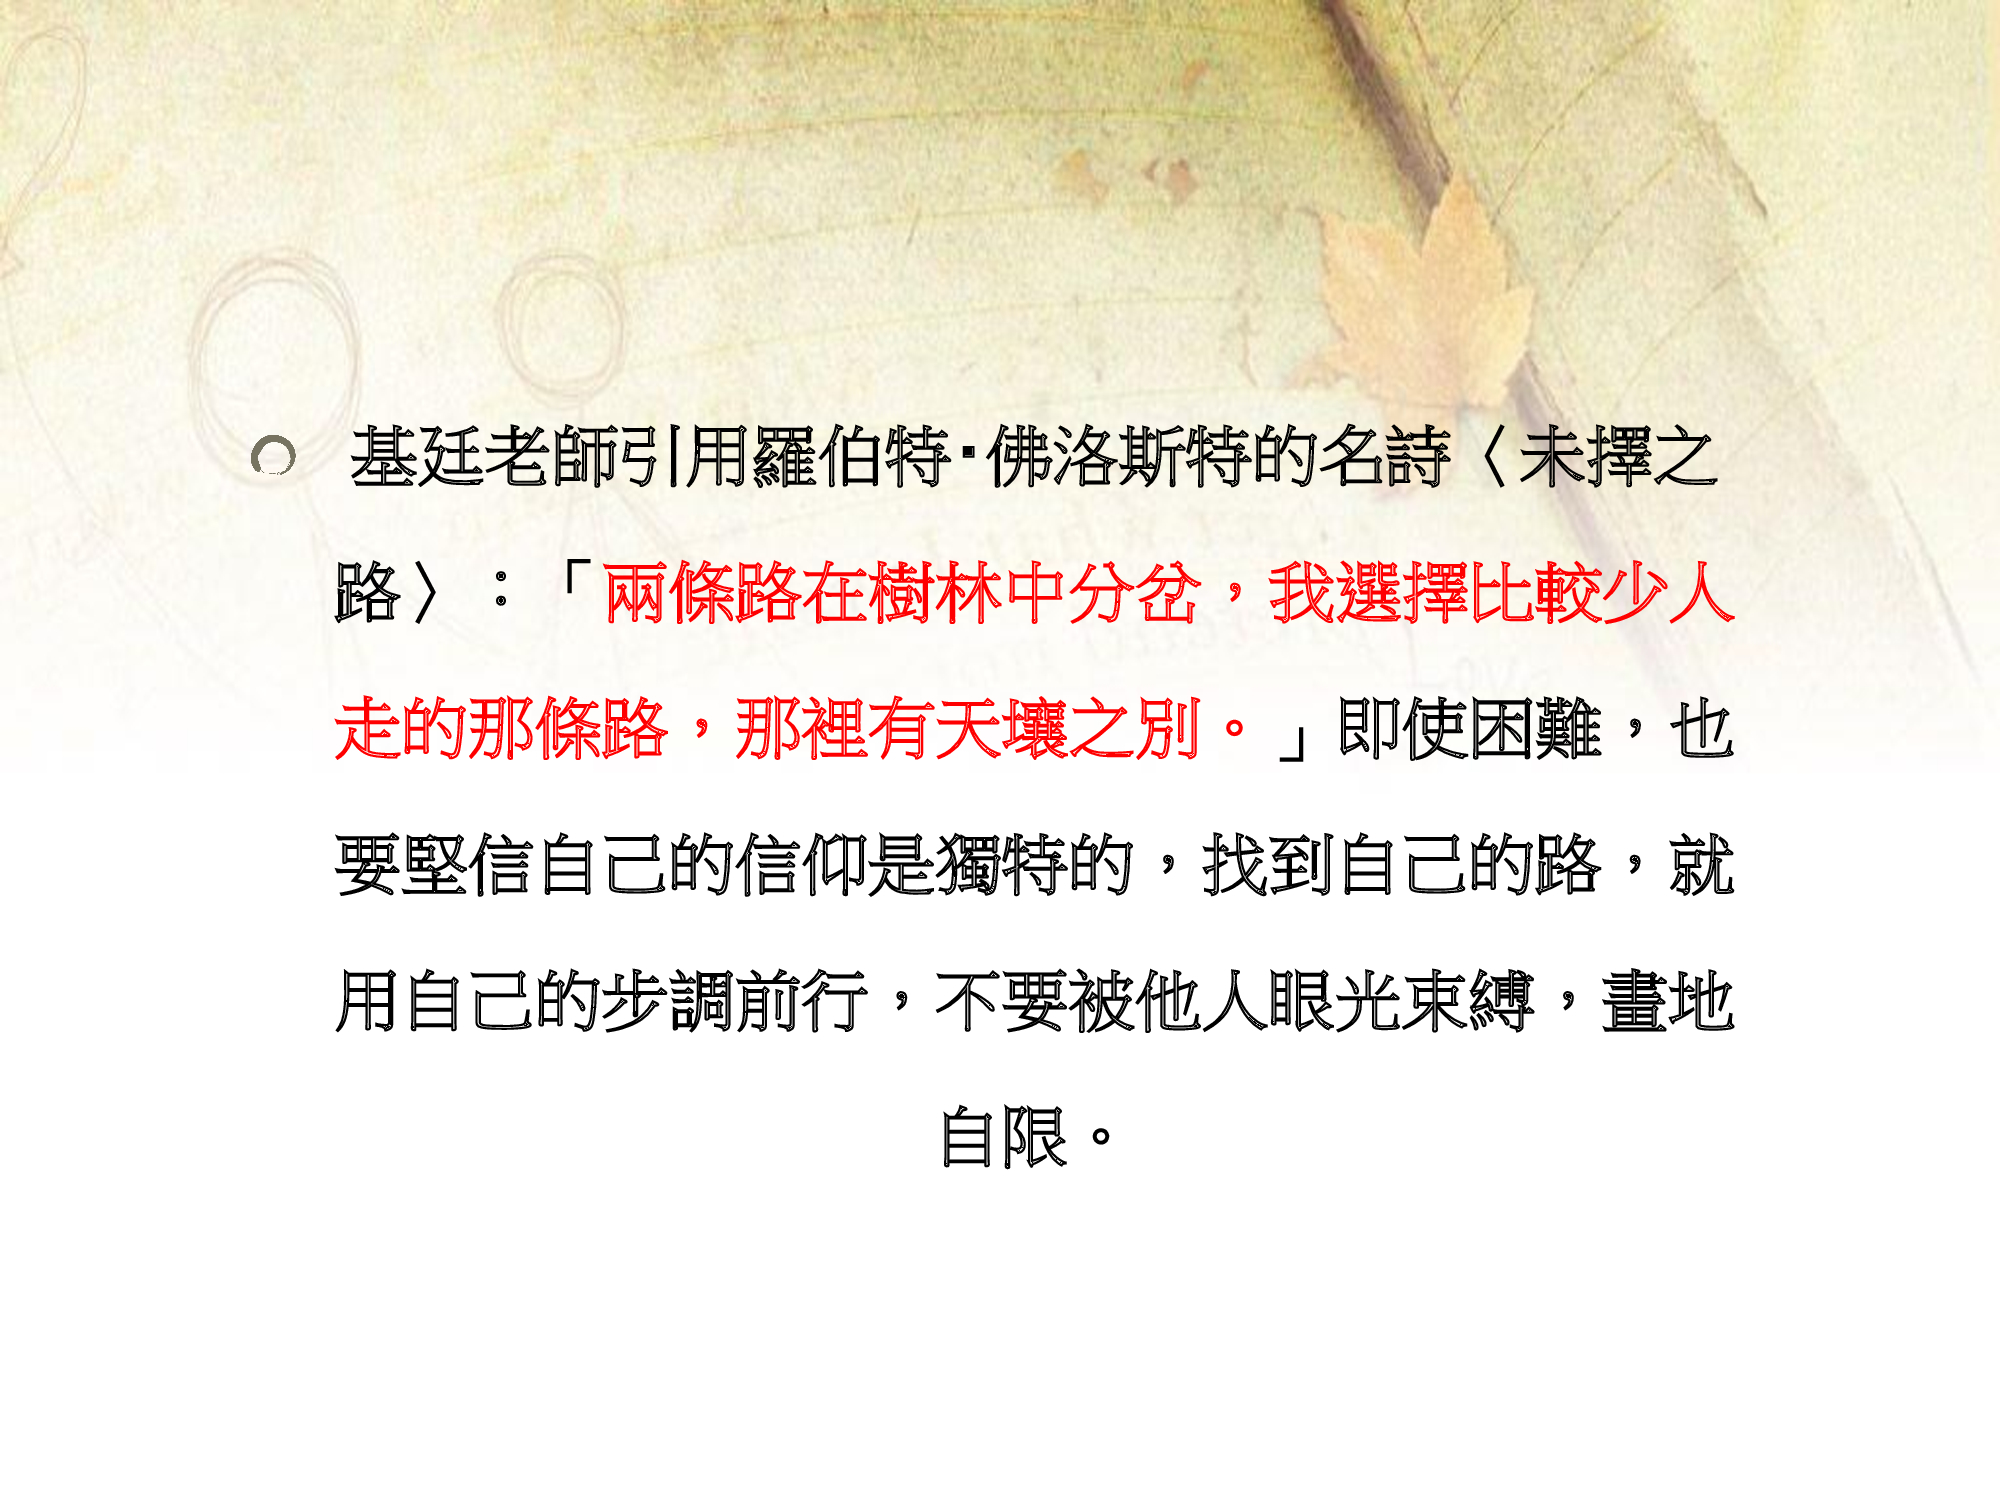 基廷老師引用羅伯特‧佛洛斯特的名詩〈未擇之
路〉：「兩條路在樹林中分岔，我選擇比較少人
走的那條路，那裡有天壤之別。」即使困難，也
要堅信自己的信仰是獨特的，找到自己的路，就
用自己的步調前行，不要被他人眼光束縛，畫地
自限。